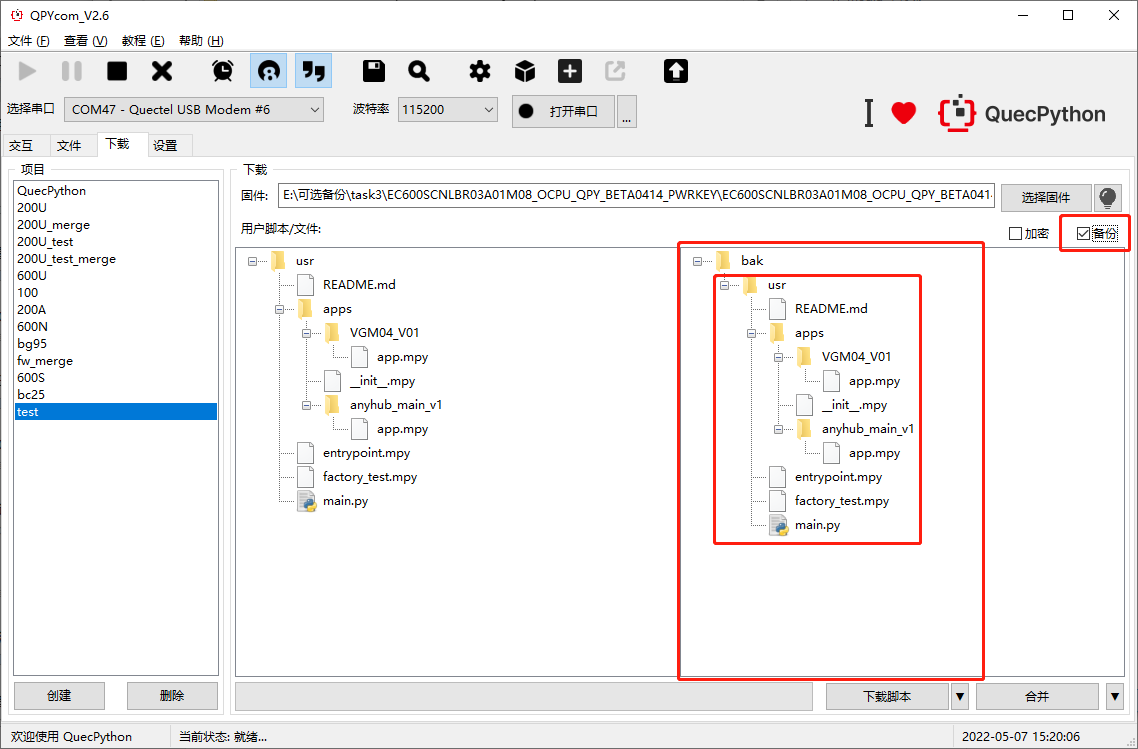 QPYcom_V2.6
文件 (F) 查看 (V) 教程 (E) 帮助 (H)
选择串口 COM47 - Quectel USB Modem #6 波特率 115200 打开串口 ... QuecPython
交互 文件 下载 设置
项目
QuecPython
200U
200U_merge
200U_test
200U_test_merge
600U
100
200A
600N
bg95
fw_merge
600S
bc25
test
创建 删除
下载
固件: E:\可选备份\task3\EC600SCNLBR03A01M08_OCPU_QPY_BETA0414_PWRKEY\EC600SCNLBR03A01M08_OCPU_QPY_BETA041 选择固件
用户脚本/文件: 加密 备份
usr
README.md
apps
VGM04_V01
app.mpy
__init__.mpy
anyhub_main_v1
app.mpy
entrypoint.mpy
factory_test.mpy
main.py
bak
usr
README.md
apps
VGM04_V01
app.mpy
__init__.mpy
anyhub_main_v1
app.mpy
entrypoint.mpy
factory_test.mpy
main.py
下载脚本 合并
欢迎使用 QuecPython 当前状态: 就绪... 2022-05-07 15:20:06